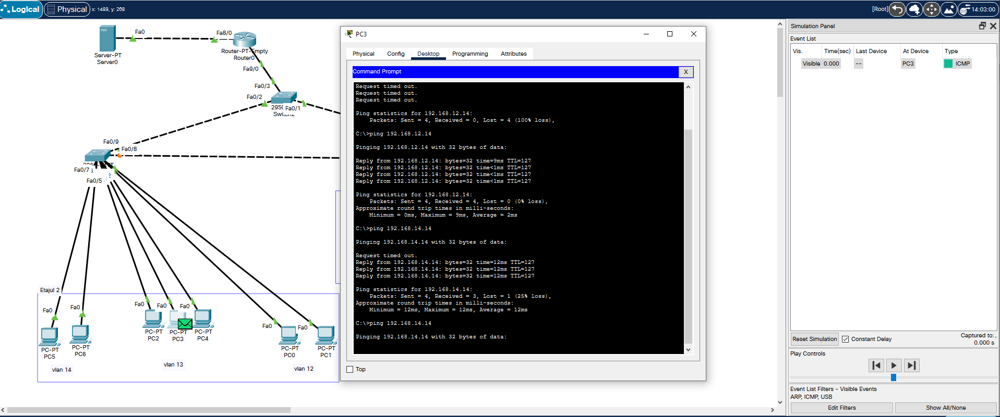 Logical
Physical
x: 1489, y: 208
[Root]
14:03:00
Fa0
Fa8/0
Server-PT
Server0
Router-PT-Empty
Router0
Fa9/0
Fa0/3
Fa0/2
Fa0/1
Fa0/9
Fa0/8
Fa0/7
Fa0/5
Etajul 2
Fa0
Fa0
Fa0
Fa0
Fa0
Fa0
Fa0
PC-PT
PC5
PC-PT
PC6
PC-PT
PC2
PC-PT
PC3
PC-PT
PC4
PC-PT
PC0
PC-PT
PC1
vlan 14
vlan 13
vlan 12
PC3
Physical
Config
Desktop
Programming
Attributes
Command Prompt
X
Request timed out.
Request timed out.
Request timed out.
Ping statistics for 192.168.12.14:
Packets: Sent = 4, Received = 0, Lost = 4 (100% loss),
C:\>ping 192.168.12.14
Pinging 192.168.12.14 with 32 bytes of data:
Reply from 192.168.12.14: bytes=32 time=9ms TTL=127
Reply from 192.168.12.14: bytes=32 time<1ms TTL=127
Reply from 192.168.12.14: bytes=32 time<1ms TTL=127
Reply from 192.168.12.14: bytes=32 time<1ms TTL=127
Ping statistics for 192.168.12.14:
Packets: Sent = 4, Received = 4, Lost = 0 (0% loss),
Approximate round trip times in milli-seconds:
Minimum = 0ms, Maximum = 9ms, Average = 2ms
C:\>ping 192.168.14.14
Pinging 192.168.14.14 with 32 bytes of data:
Request timed out.
Reply from 192.168.14.14: bytes=32 time=12ms TTL=127
Reply from 192.168.14.14: bytes=32 time=12ms TTL=127
Reply from 192.168.14.14: bytes=32 time=12ms TTL=127
Ping statistics for 192.168.14.14:
Packets: Sent = 4, Received = 3, Lost = 1 (25% loss),
Approximate round trip times in milli-seconds:
Minimum = 12ms, Maximum = 12ms, Average = 12ms
C:\>ping 192.168.14.14
Pinging 192.168.14.14 with 32 bytes of data:
Top
Simulation Panel
Event List
Vis. Time(sec) Last Device At Device Type
Visible 0.000 -- PC3 ICMP
Reset Simulation
Constant Delay
Captured to:
0.000 s
Play Controls
Event List Filters - Visible Events
ARP, ICMP, USB
Edit Filters
Show All/None